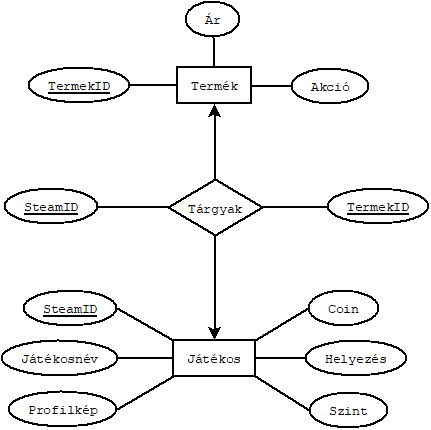 Ár
TermekID
Termék
Akció
SteamID
Tárgyak
TermekID
SteamID
Coin
Játékosnév
Játékos
Helyezés
Profilkép
Szint